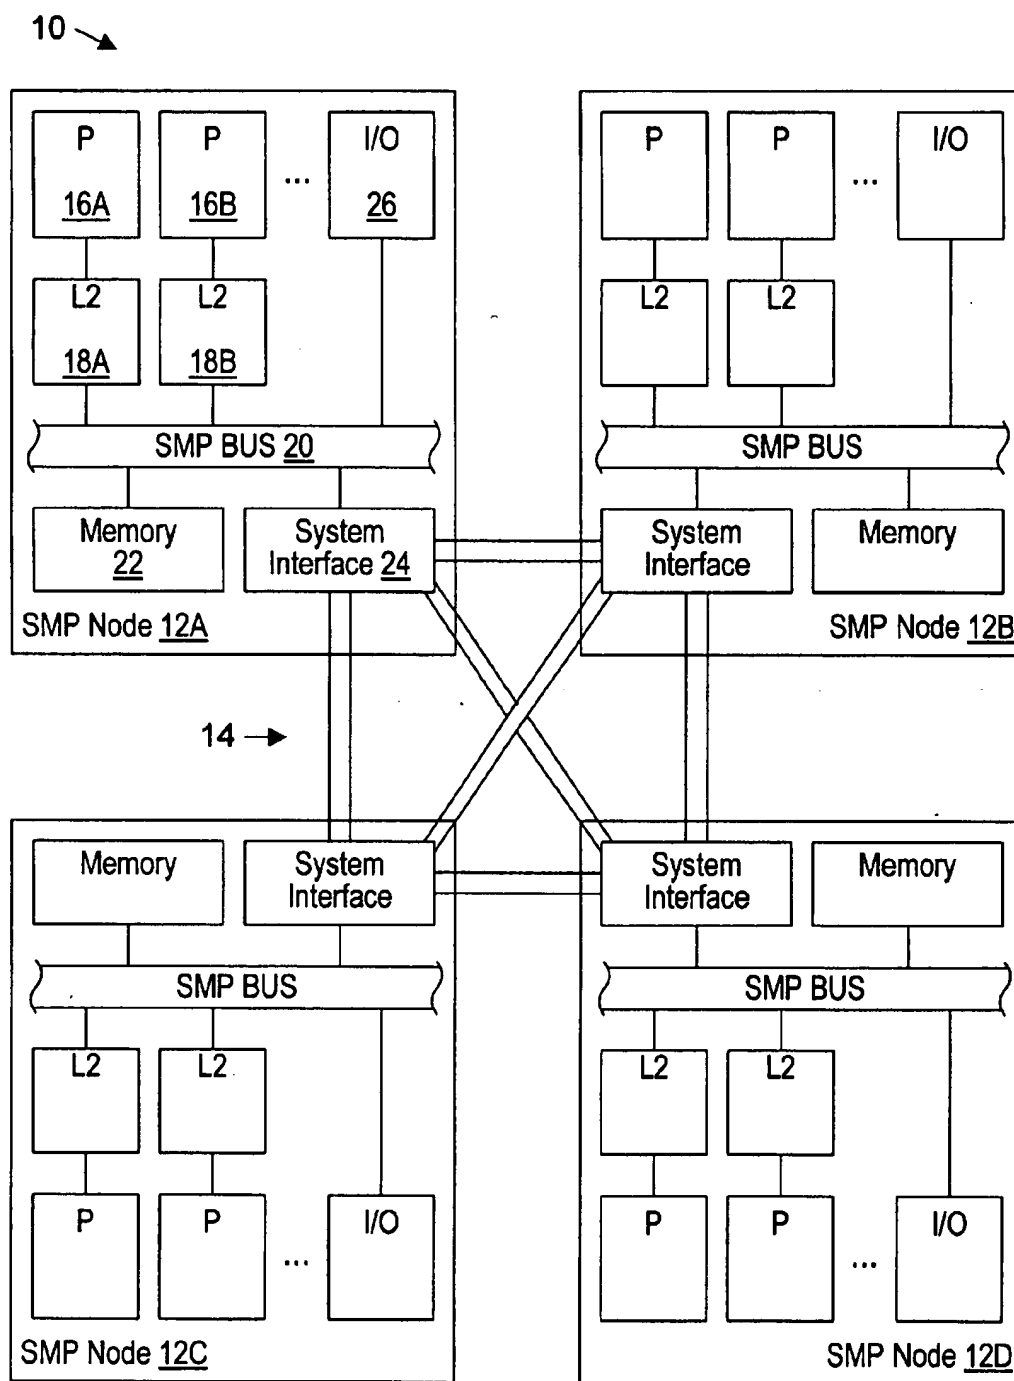 10
P P I/O P P I/O
16A 16B ... 26 ...
L2 L2 L2 L2
18A 18B
SMP BUS 20 SMP BUS
Memory System System Memory
22 Interface 24 Interface
SMP Node 12A SMP Node 12B
14
Memory System System Memory
Interface Interface
SMP BUS SMP BUS
L2 L2 L2 L2
P P I/O P P I/O
... ...
SMP Node 12C SMP Node 12D